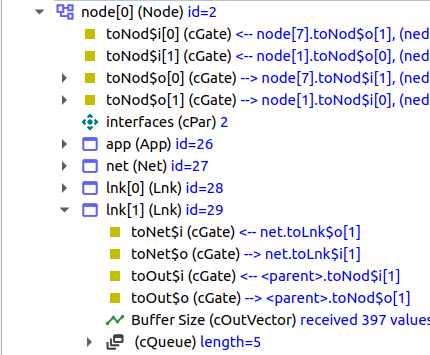 node[0] (Node) id=2
toNod$i[0] (cGate) <-- node[7].toNod$o[1], (ned
toNod$i[1] (cGate) <-- node[1].toNod$o[0], (ned
toNod$o[0] (cGate) --> node[7].toNod$i[1], (ned
toNod$o[1] (cGate) --> node[1].toNod$i[0], (ned
interfaces (cPar) 2
app (App) id=26
net (Net) id=27
lnk[0] (Lnk) id=28
lnk[1] (Lnk) id=29
toNet$i (cGate) <-- net.toLnk$o[1]
toNet$o (cGate) --> net.toLnk$i[1]
toOut$i (cGate) <-- <parent>.toNod$i[1]
toOut$o (cGate) --> <parent>.toNod$o[1]
Buffer Size (cOutVector) received 397 values
(cQueue) length=5